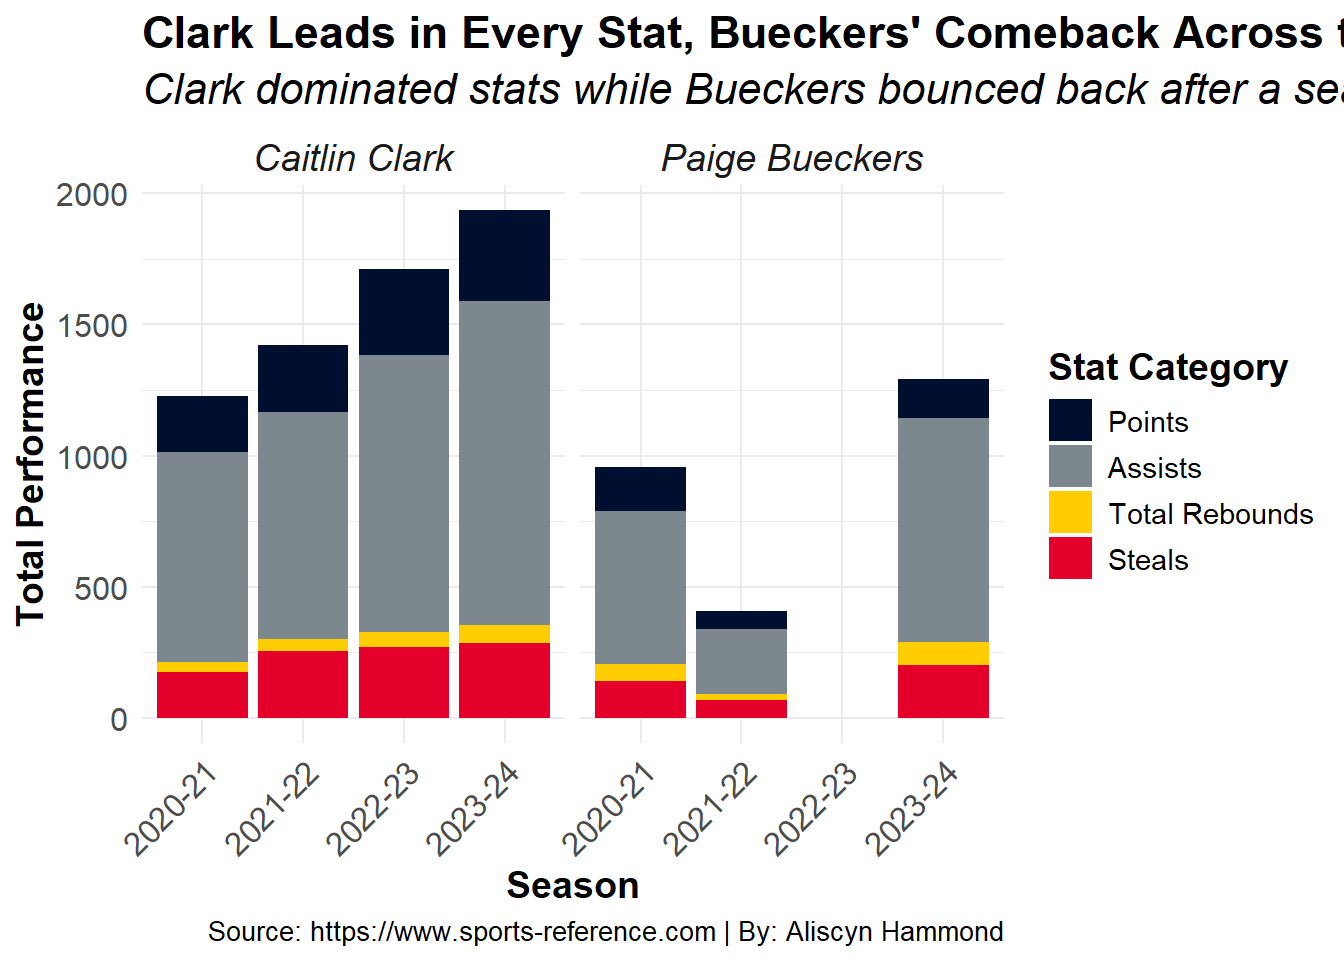 Clark Leads in Every Stat, Bueckers' Comeback Across
Clark dominated stats while Bueckers bounced back after a
Caitlin Clark
Paige Bueckers
Total Performance
2000
1500
1000
500
0
2020-21
2021-22
2022-23
2023-24
2020-21
2021-22
2022-23
2023-24
Season
Stat Category
Points
Assists
Total Rebounds
Steals
Source: https://www.sports-reference.com | By: Aliscyn Hammond